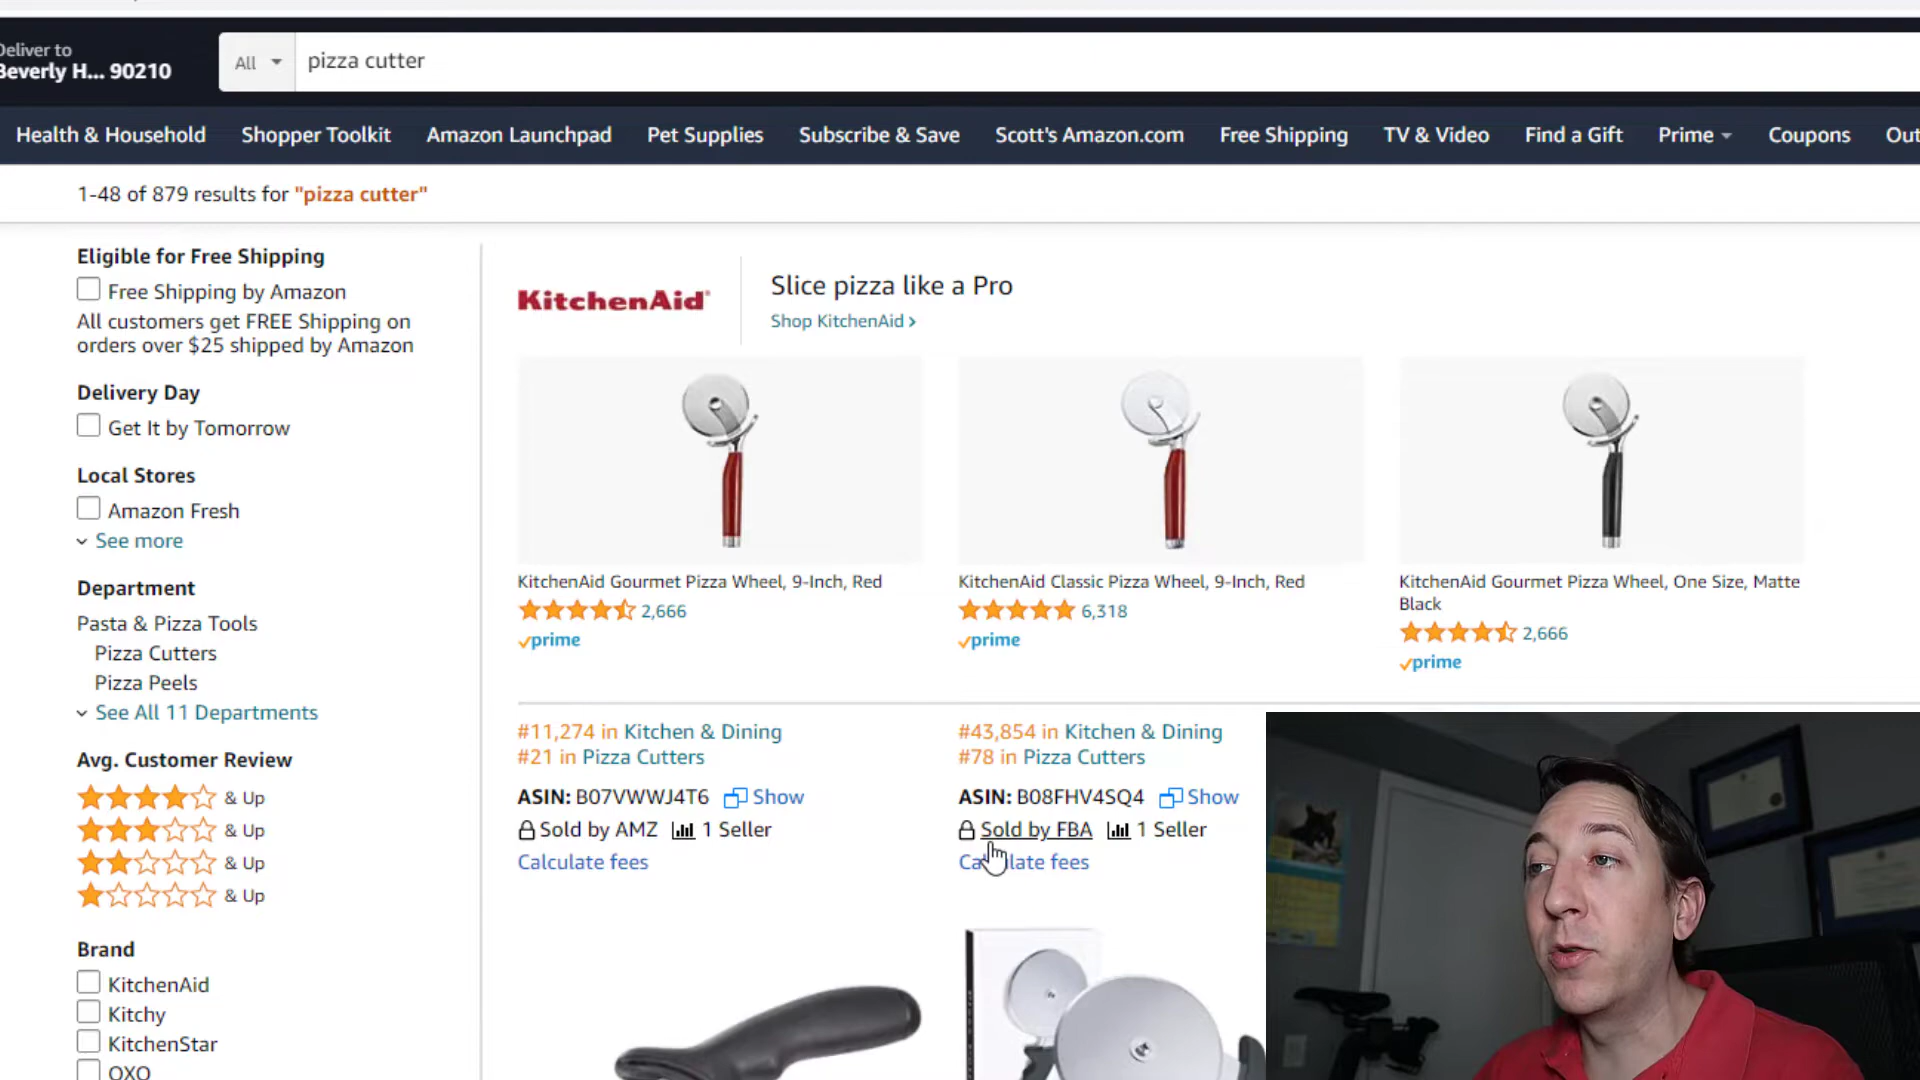 Deliver to
Beverly H... 90210
All
pizza cutter
Health & Household
Shopper Toolkit
Amazon Launchpad
Pet Supplies
Subscribe & Save
Scott's Amazon.com
Free Shipping
TV & Video
Find a Gift
Prime
Coupons
Out
1-48 of 879 results for "pizza cutter"
Eligible for Free Shipping
Free Shipping by Amazon
All customers get FREE Shipping on
orders over $25 shipped by Amazon
Delivery Day
Get It by Tomorrow
Local Stores
Amazon Fresh
See more
Department
Pasta & Pizza Tools
Pizza Cutters
Pizza Peels
See All 11 Departments
Avg. Customer Review
& Up
& Up
& Up
& Up
Brand
KitchenAid
Kitchy
KitchenStar
OXO
KitchenAid
Slice pizza like a Pro
Shop KitchenAid ›
KitchenAid Gourmet Pizza Wheel, 9-Inch, Red
2,666
prime
KitchenAid Classic Pizza Wheel, 9-Inch, Red
6,318
prime
KitchenAid Gourmet Pizza Wheel, One Size, Matte
Black
2,666
prime
#11,274 in Kitchen & Dining
#21 in Pizza Cutters
ASIN: B07VWWJ4T6 Show
Sold by AMZ 1 Seller
Calculate fees
#43,854 in Kitchen & Dining
#78 in Pizza Cutters
ASIN: B08FHV4SQ4 Show
Sold by FBA 1 Seller
Calculate fees